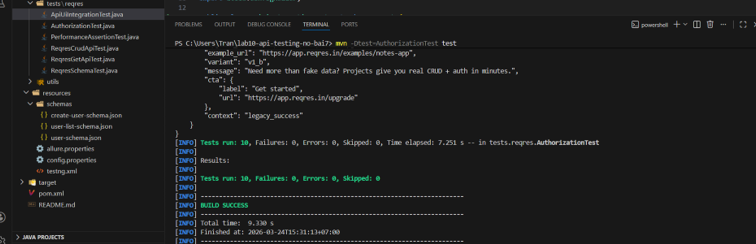 tests\reqres
ApiUiIntegrationTest.java
AuthorizationTest.java
PerformanceAssertionTest.java
ReqresCrudApiTest.java
ReqresGetApiTest.java
ReqresSchemaTest.java
utils
resources
schemas
create-user-schema.json
user-list-schema.json
user-schema.json
allure.properties
config.properties
testng.xml
target
pom.xml
README.md
JAVA PROJECTS
12
PROBLEMS OUTPUT DEBUG CONSOLE TERMINAL PORTS
powershell
PS C:\Users\Tran\lab10-api-testing-no-bai7> mvn -Dtest=AuthorizationTest test
"example_url": "https://app.reqres.in/examples/notes-app",
"variant": "v1_b",
"message": "Need more than fake data? Projects give you real CRUD + auth in minutes.",
"cta": {
"label": "Get started",
"url": "https://app.reqres.in/upgrade"
},
"context": "legacy_success"
}
}
[INFO] Tests run: 10, Failures: 0, Errors: 0, Skipped: 0, Time elapsed: 7.251 s -- in tests.reqres.AuthorizationTest
[INFO]
[INFO] Results:
[INFO]
[INFO] Tests run: 10, Failures: 0, Errors: 0, Skipped: 0
[INFO]
[INFO] ------------------------------------------------------------------------
[INFO] BUILD SUCCESS
[INFO] ------------------------------------------------------------------------
[INFO] Total time: 9.330 s
[INFO] Finished at: 2026-03-24T15:31:13+07:00
[INFO] ------------------------------------------------------------------------